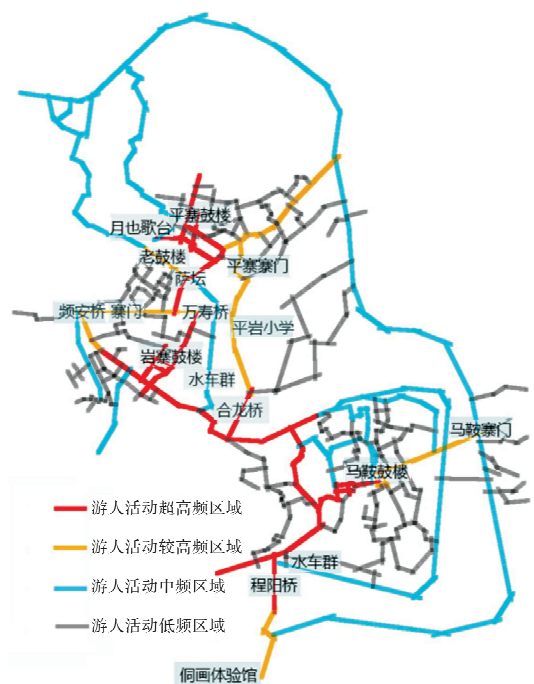 平寨鼓楼
月也歌台
老鼓楼
平寨寨门
萨坛
频安桥 寨门
万寿桥
平岩小学
岩寨鼓楼
水车群
合龙桥
马鞍寨门
马鞍鼓楼
游人活动超高频区域
游人活动较高频区域
水车群
游人活动中频区域
程阳桥
游人活动低频区域
侗画体验馆